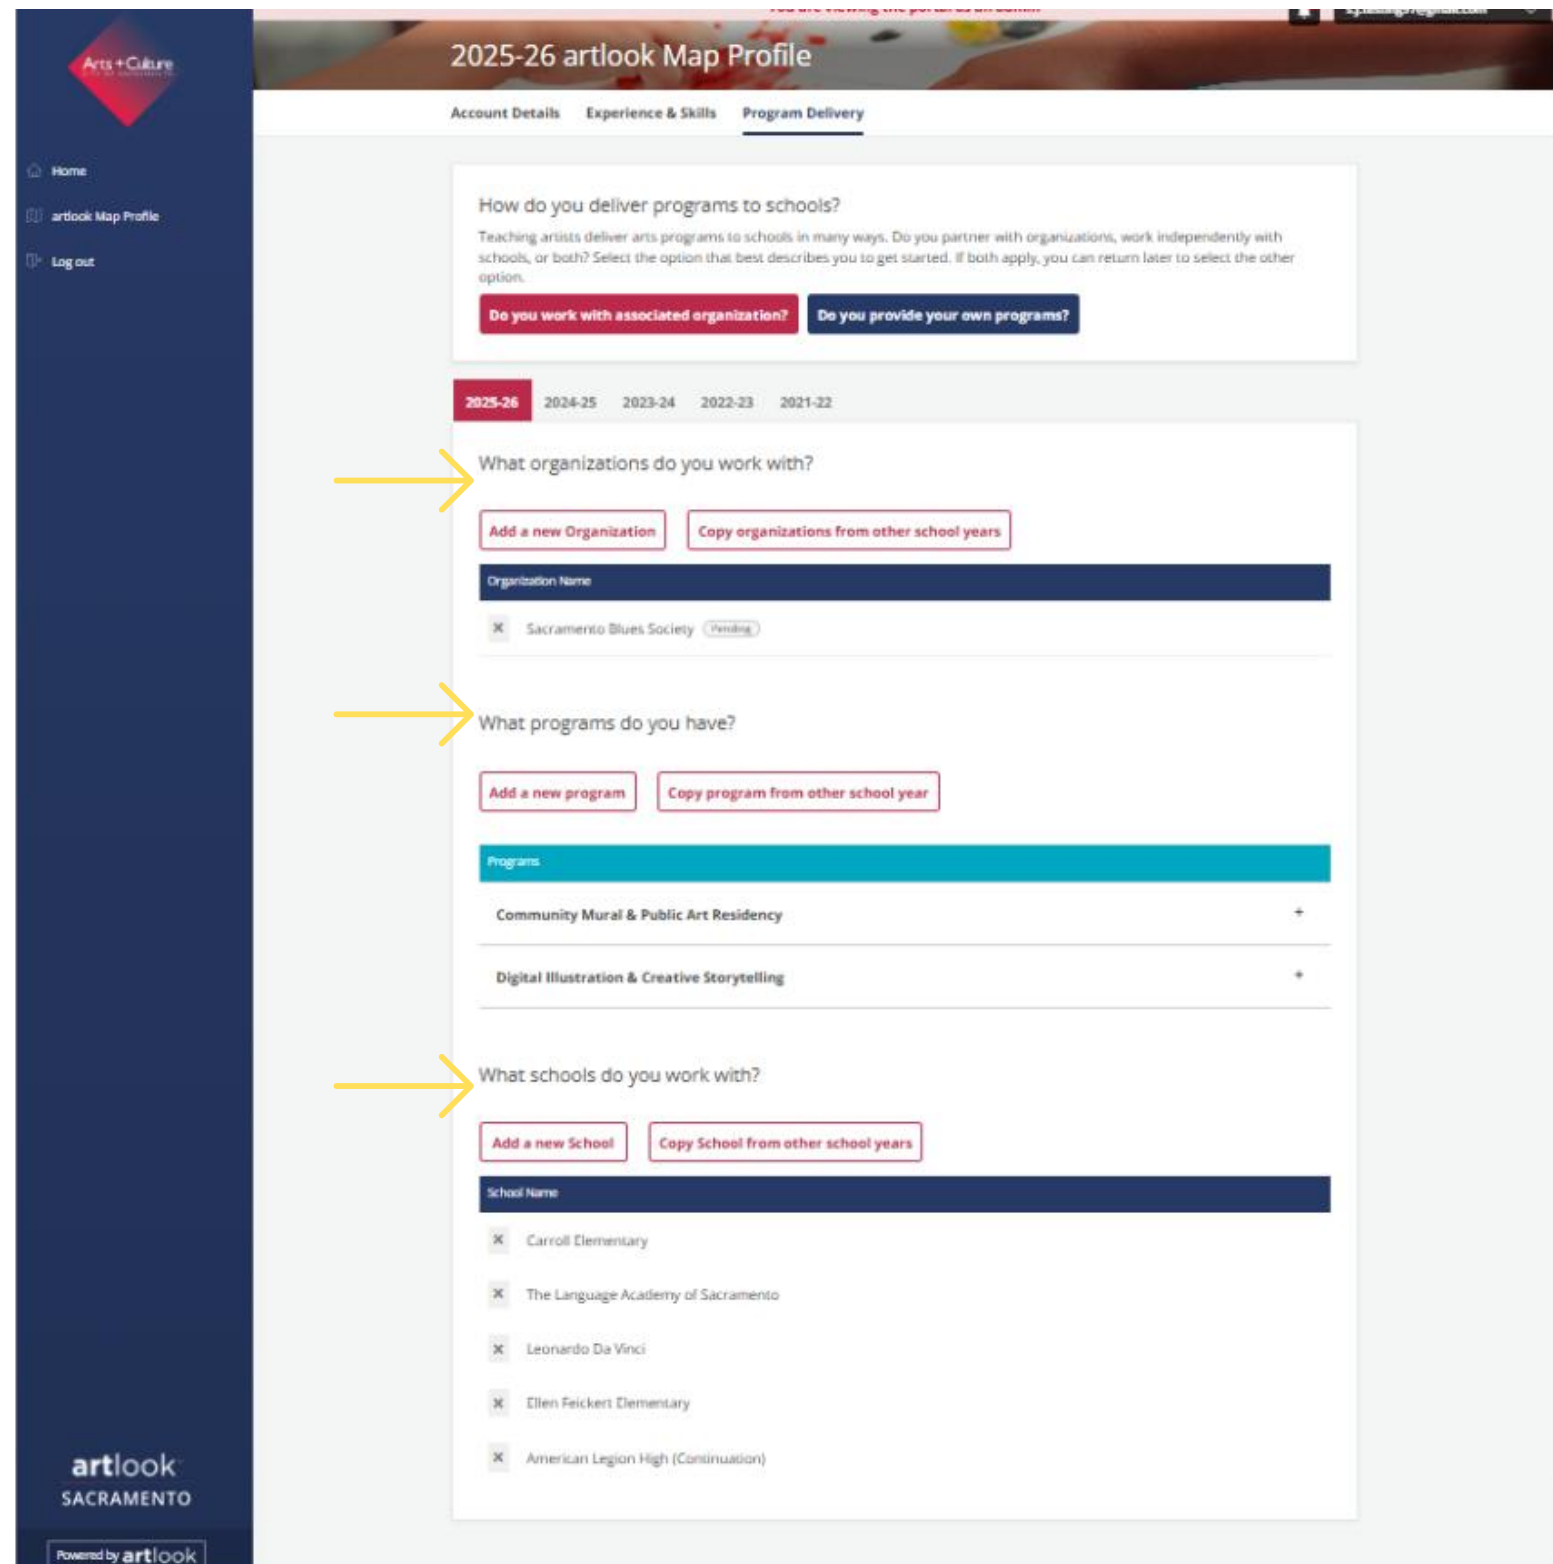 You are viewing the portal as an admin
Arts + Culture
2025-26 artlook Map Profile
Account Details Experience & Skills Program Delivery
Home
artlook Map Profile
Log out
How do you deliver programs to schools?
Teaching artists deliver arts programs to schools in many ways. Do you partner with organizations, work independently with
schools, or both? Select the option that best describes you to get started. If both apply, you can return later to select the other
option.
Do you work with associated organization? Do you provide your own programs?
2025-26 2024-25 2023-24 2022-23 2021-22
What organizations do you work with?
Add a new Organization Copy organizations from other school years
Organization Name
Sacramento Blues Society Pending
What programs do you have?
Add a new program Copy program from other school year
Programs
Community Mural & Public Art Residency +
Digital Illustration & Creative Storytelling +
What schools do you work with?
Add a new School Copy School from other school years
School Name
Carroll Elementary
The Language Academy of Sacramento
Leonardo Da Vinci
Ellen Feickert Elementary
American Legion High (Continuation)
artlook
SACRAMENTO
Powered by artlook